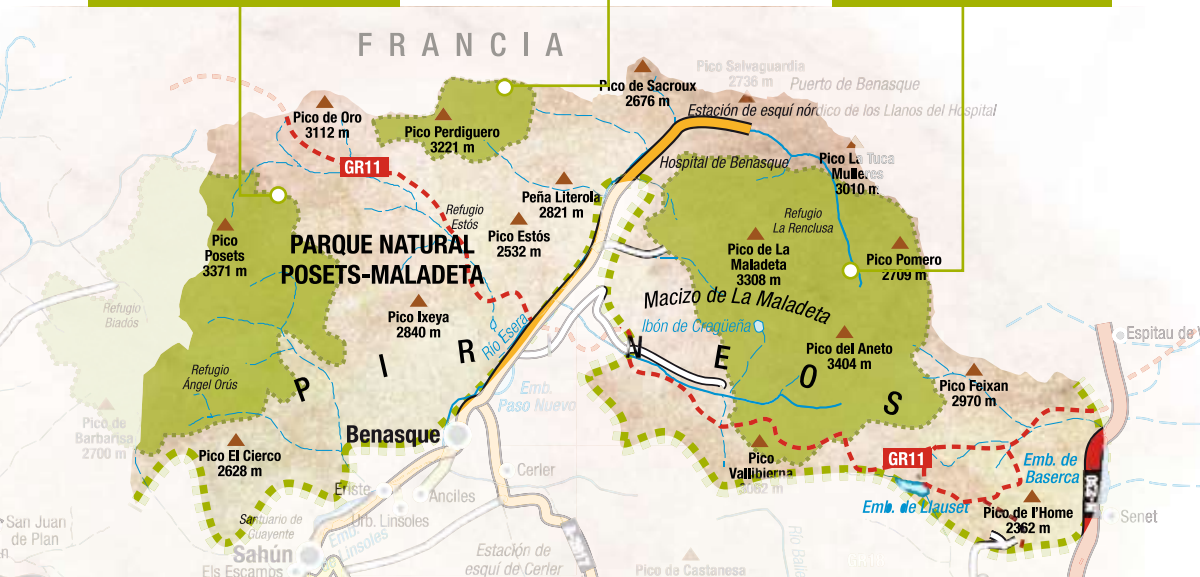 FRANCIA
Pico Salvaguardia
2736 m
Puerto de Benasque
Pico de Sacroux
2676 m
Estación de esquí nórdico de los Llanos del Hospital
Pico de Oro
3112 m
Pico Perdiguero
3221 m
GR11
Hospital de Benasque
Pico La Tuca
Mulleres
3010 m
Peña Literola
2821 m
Refugio
Estós
Pico Estós
2532 m
Refugio
La Renclusa
Pico
Posets
3371 m
PARQUE NATURAL
POSETS-MALADETA
Pico de La
Maladeta
3308 m
Pico Pomero
2709 m
Refugio
Biadós
Pico Ixeya
2840 m
Río Esera
Macizo de La Maladeta
Ibón de Cregüeña
Espitau de
PIRINEOS
Pico del Aneto
3404 m
Refugio
Ángel Orús
Pico Feixan
2970 m
Emb.
Paso Nuevo
Pico de
Barbarisa
2700 m
Benasque
Pico El Cierco
2628 m
Pico
Vallibierna
3062 m
GR11
Emb. de
Baserca
Cerler
Eriste
Anciles
N-230
Emb. de Llauset
Pico de l'Home
2362 m
Senet
San Juan
de Plan
Santuario de
Guayente
Urb. Linsoles
Emb.
Linsoles
Sahún
Els Escamps
Estación de
esquí de Cerler
Pico de Castanesa